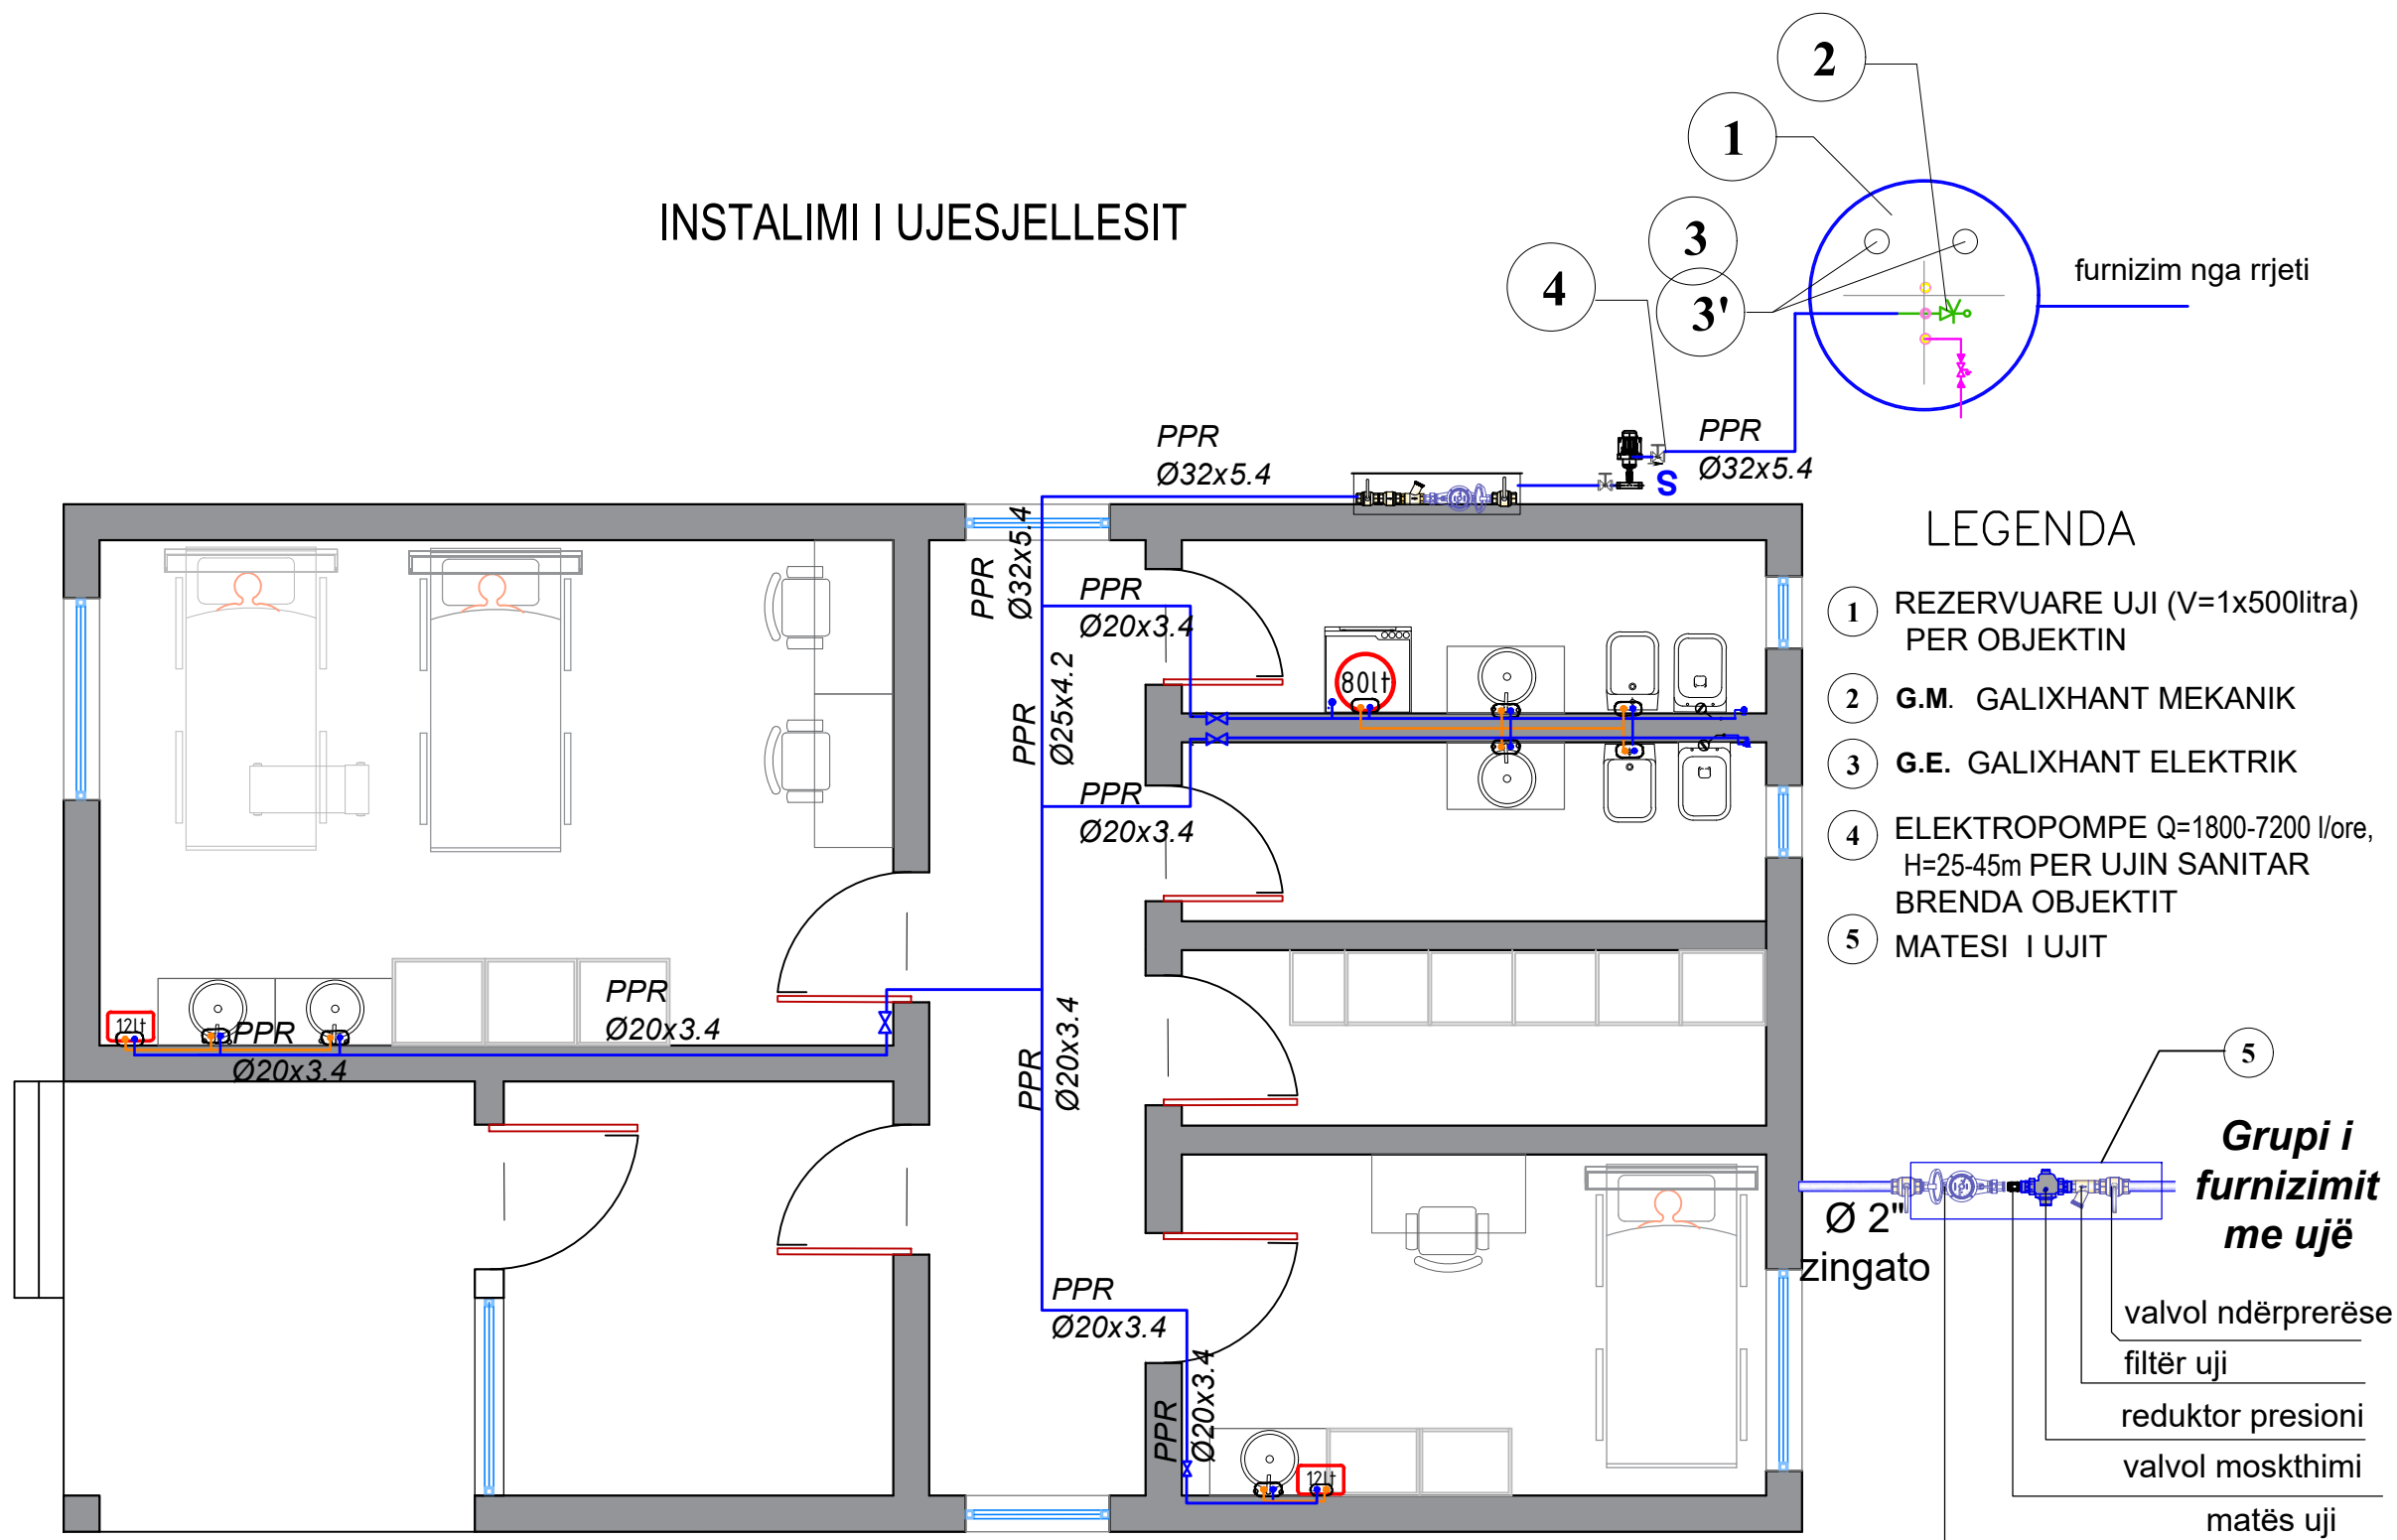 INSTALIMI I UJESJELLESIT
2
1
3
3'
4
furnizim nga rrjeti
PPR
Ø32x5.4
S
PPR
Ø32x5.4
PPR
Ø32x5.4
PPR
Ø20x3.4
PPR
Ø25x4.2
PPR
Ø20x3.4
80lt
PPR
Ø20x3.4
12lt
PPR
Ø20x3.4
PPR
Ø20x3.4
PPR
Ø20x3.4
PPR
Ø20x3.4
12lt
LEGENDA
1 REZERVUARE UJI (V=1x500litra)
PER OBJEKTIN
2 G.M. GALIXHANT MEKANIK
3 G.E. GALIXHANT ELEKTRIK
4 ELEKTROPOMPE Q=1800-7200 l/ore,
H=25-45m PER UJIN SANITAR
BRENDA OBJEKTIT
5 MATESI I UJIT
5
Grupi i
furnizimit
me ujë
Ø 2"
zingato
valvol ndërprerëse
filtër uji
reduktor presioni
valvol moskthimi
matës uji